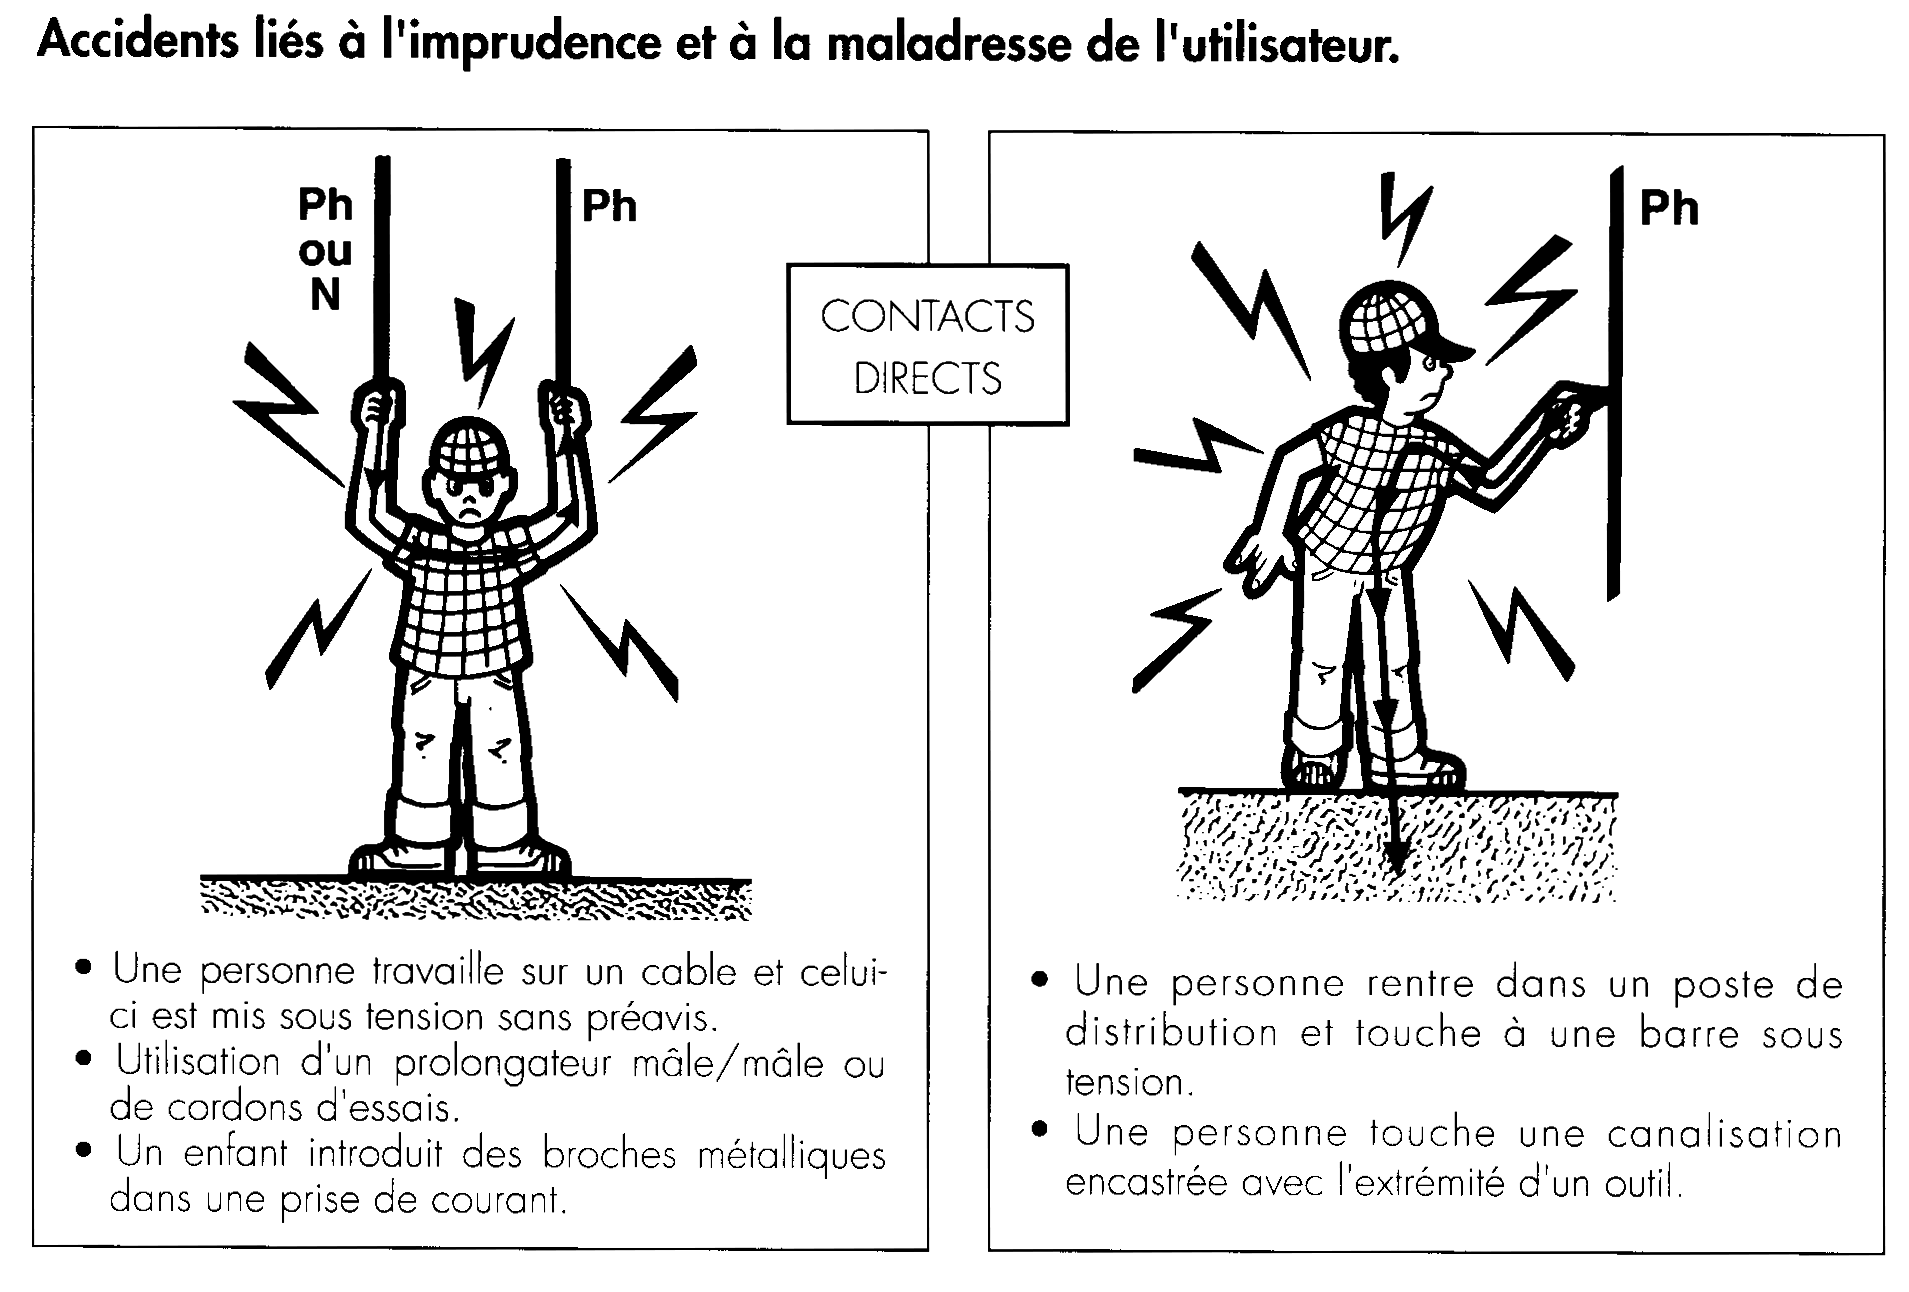 Accidents liés à l'imprudence et à la maladresse de l'utilisateur.
Ph
ou
N
Ph
CONTACTS
DIRECTS
Ph
• Une personne travaille sur un cable et celui-
ci est mis sous tension sans préavis.
• Utilisation d'un prolongateur mâle/mâle ou
de cordons d'essais.
• Un enfant introduit des broches métalliques
dans une prise de courant.
• Une personne rentre dans un poste de
distribution et touche à une barre sous
tension.
• Une personne touche une canalisation
encastrée avec l'extrémité d'un outil.